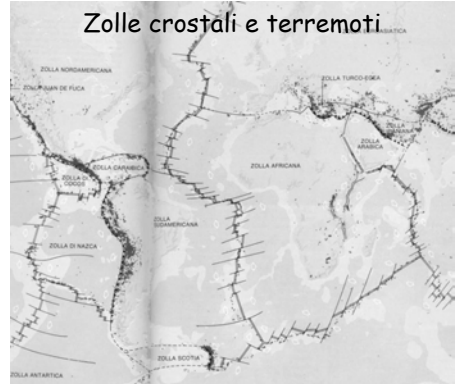 Zolle crostali e terremoti
ZOLLA NORDAMERICANA
ZOLLA JUAN DE FUCA
ZOLLA TURCO-EGEA
ZOLLA
ARABICA
ZOLLA CARAIBICA
ZOLLA DI
COCOS
ZOLLA AFRICANA
ZOLLA
SUDAMERICANA
ZOLLA DI NAZCA
ZOLLA SCOTIA
ZOLLA ANTARTICA